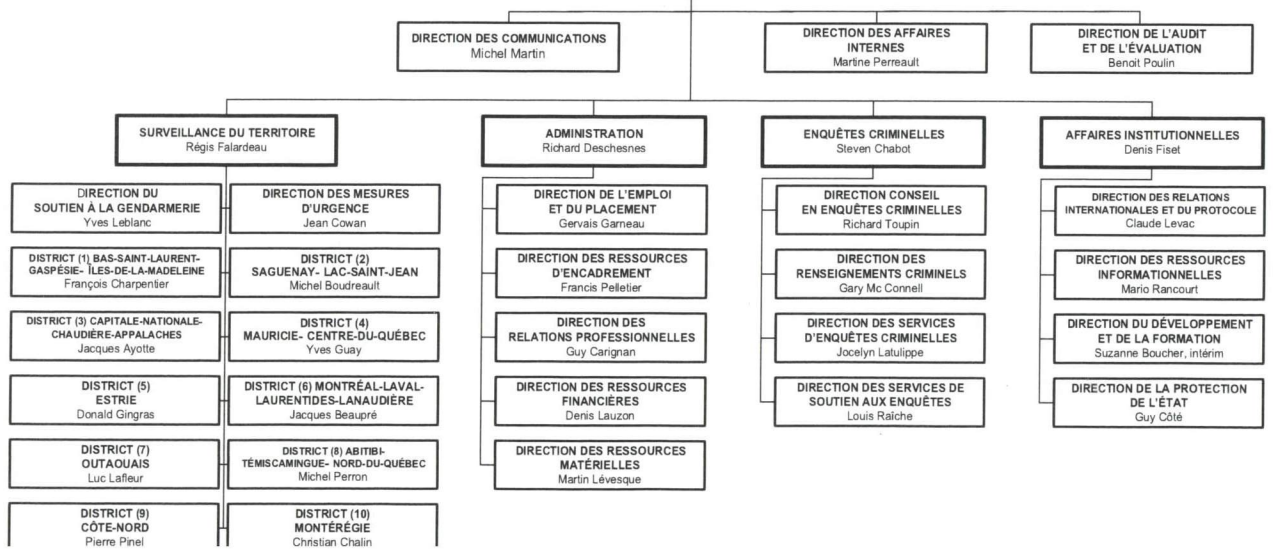 DIRECTION DES COMMUNICATIONS
Michel Martin
DIRECTION DES AFFAIRES
INTERNES
Martine Perreault
DIRECTION DE L'AUDIT
ET DE L'ÉVALUATION
Benoit Poulin
SURVEILLANCE DU TERRITOIRE
Régis Falardeau
ADMINISTRATION
Richard Deschesnes
ENQUÊTES CRIMINELLES
Steven Chabot
AFFAIRES INSTITUTIONNELLES
Denis Fiset
DIRECTION DU
SOUTIEN À LA GENDARMERIE
Yves Leblanc
DIRECTION DES MESURES
D'URGENCE
Jean Cowan
DISTRICT (1) BAS-SAINT-LAURENT-
GASPÉSIE- ÎLES-DE-LA-MADELEINE
François Charpentier
DISTRICT (2)
SAGUENAY- LAC-SAINT-JEAN
Michel Boudreault
DISTRICT (3) CAPITALE-NATIONALE-
CHAUDIÈRE-APPALACHES
Jacques Ayotte
DISTRICT (4)
MAURICIE- CENTRE-DU-QUÉBEC
Yves Guay
DISTRICT (5)
ESTRIE
Donald Gingras
DISTRICT (6) MONTRÉAL-LAVAL-
LAURENTIDES-LANAUDIÈRE
Jacques Beaupré
DISTRICT (7)
OUTAOUAIS
Luc Lafleur
DISTRICT (8) ABITIBI-
TÉMISCAMINGUE- NORD-DU-QUÉBEC
Michel Perron
DISTRICT (9)
CÔTE-NORD
Pierre Pinel
DISTRICT (10)
MONTÉRÉGIE
Christian Chalin
DIRECTION DE L'EMPLOI
ET DU PLACEMENT
Gervais Garneau
DIRECTION DES RESSOURCES
D'ENCADREMENT
Francis Pelletier
DIRECTION DES
RELATIONS PROFESSIONNELLES
Guy Carignan
DIRECTION DES RESSOURCES
FINANCIÈRES
Denis Lauzon
DIRECTION DES RESSOURCES
MATÉRIELLES
Martin Lévesque
DIRECTION CONSEIL
EN ENQUÊTES CRIMINELLES
Richard Toupin
DIRECTION DES
RENSEIGNEMENTS CRIMINELS
Gary Mc Connell
DIRECTION DES SERVICES
D'ENQUÊTES CRIMINELLES
Jocelyn Latulippe
DIRECTION DES SERVICES DE
SOUTIEN AUX ENQUÊTES
Louis Raîche
DIRECTION DES RELATIONS
INTERNATIONALES ET DU PROTOCOLE
Claude Levac
DIRECTION DES RESSOURCES
INFORMATIONNELLES
Mario Rancourt
DIRECTION DU DÉVELOPPEMENT
ET DE LA FORMATION
Suzanne Boucher, intérim
DIRECTION DE LA PROTECTION
DE L'ÉTAT
Guy Côté